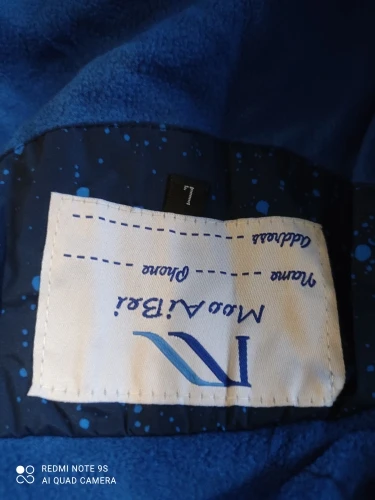 MooAiBei
Name Phone
Address
L
REDMI NOTE 9S
AI QUAD CAMERA